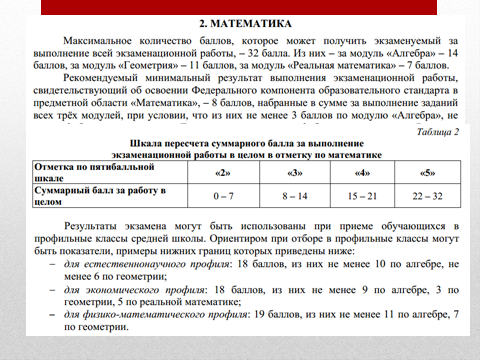 2. МАТЕМАТИКА
Максимальное количество баллов, которое может получить экзаменуемый за
выполнение всей экзаменационной работы, – 32 балла. Из них – за модуль «Алгебра» – 14
баллов, за модуль «Геометрия» – 11 баллов, за модуль «Реальная математика» – 7 баллов.
Рекомендуемый минимальный результат выполнения экзаменационной работы,
свидетельствующий об освоении Федерального компонента образовательного стандарта в
предметной области «Математика», – 8 баллов, набранные в сумме за выполнение заданий
всех трёх модулей, при условии, что из них не менее 3 баллов по модулю «Алгебра», не
Таблица 2
Шкала пересчета суммарного балла за выполнение
экзаменационной работы в целом в отметку по математике
Отметка по пятибалльной шкале «2» «3» «4» «5»
Суммарный балл за работу в целом 0 – 7 8 – 14 15 – 21 22 – 32
Результаты экзамена могут быть использованы при приеме обучающихся в
профильные классы средней школы. Ориентиром при отборе в профильные классы могут
быть показатели, примеры нижних границ которых приведены ниже:
– для естественнонаучного профиля: 18 баллов, из них не менее 10 по алгебре, не
менее 6 по геометрии;
– для экономического профиля: 18 баллов, из них не менее 9 по алгебре, 3 по
геометрии, 5 по реальной математике;
– для физико-математического профиля: 19 баллов, из них не менее 11 по алгебре, 7
по геометрии.